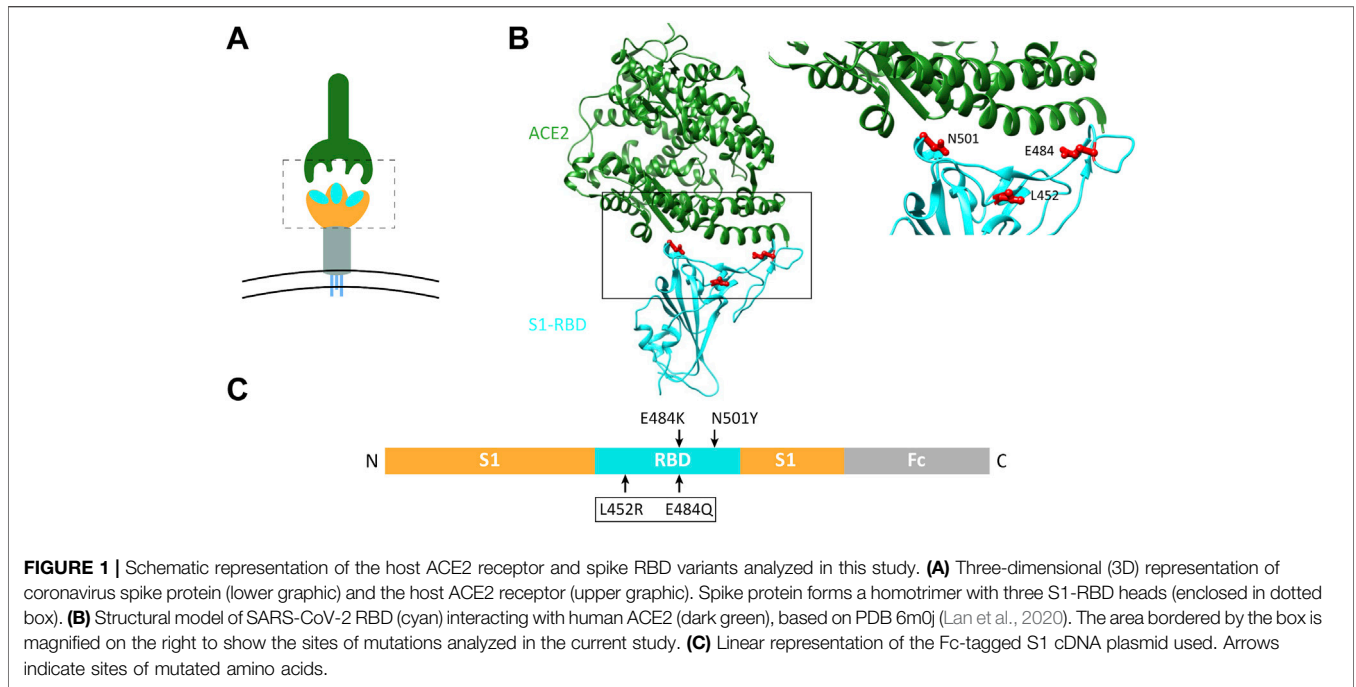 A
B
ACE2
N501
E484
L452
S1-RBD
C
E484K N501Y
N S1 RBD S1 Fc C
L452R E484Q
FIGURE 1 | Schematic representation of the host ACE2 receptor and spike RBD variants analyzed in this study. (A) Three-dimensional (3D) representation of
coronavirus spike protein (lower graphic) and the host ACE2 receptor (upper graphic). Spike protein forms a homotrimer with three S1-RBD heads (enclosed in dotted
box). (B) Structural model of SARS-CoV-2 RBD (cyan) interacting with human ACE2 (dark green), based on PDB 6m0j (Lan et al., 2020). The area bordered by the box is
magnified on the right to show the sites of mutations analyzed in the current study. (C) Linear representation of the Fc-tagged S1 cDNA plasmid used. Arrows
indicate sites of mutated amino acids.